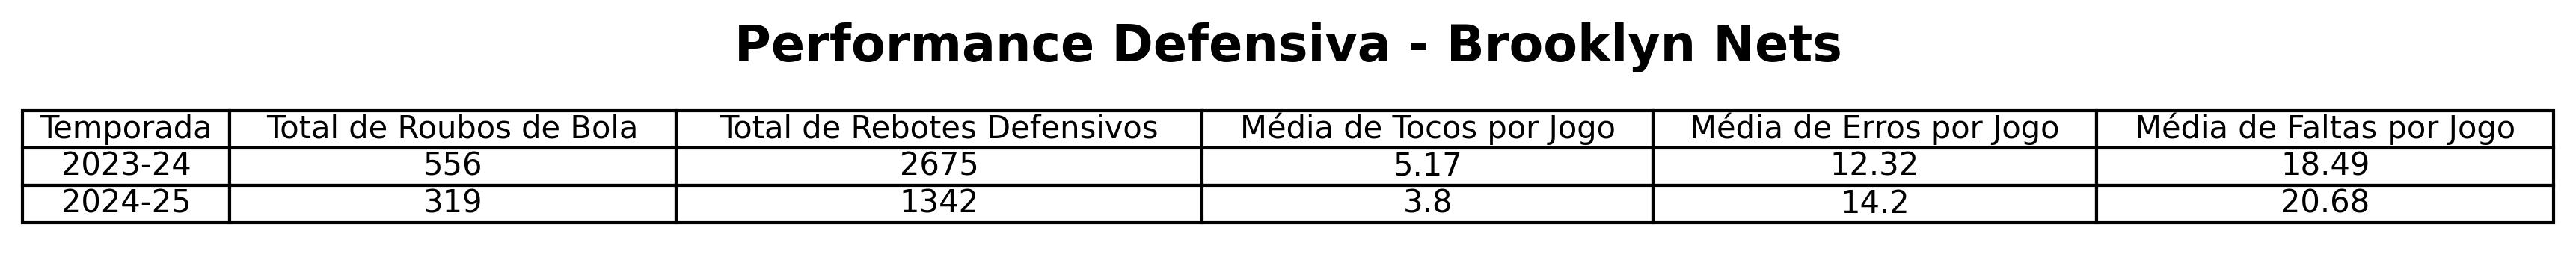 Performance Defensiva - Brooklyn Nets
Temporada Total de Roubos de Bola Total de Rebotes Defensivos Média de Tocos por Jogo Média de Erros por Jogo Média de Faltas por Jogo
2023-24 556 2675 5.17 12.32 18.49
2024-25 319 1342 3.8 14.2 20.68